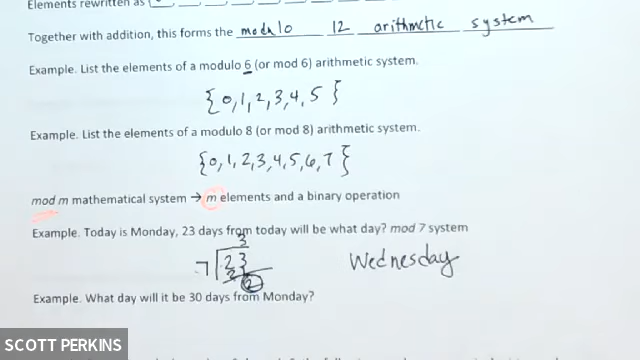 Elements rewritten as
Together with addition, this forms the modulo 12 arithmetic system
Example. List the elements of a modulo 6 (or mod 6) arithmetic system.
{0,1,2,3,4,5}
Example. List the elements of a modulo 8 (or mod 8) arithmetic system.
{0,1,2,3,4,5,6,7}
mod m mathematical system → m elements and a binary operation
Example. Today is Monday, 23 days from today will be what day? mod 7 system
3
7 23 Wednesday
21
2
Example. What day will it be 30 days from Monday?
SCOTT PERKINS